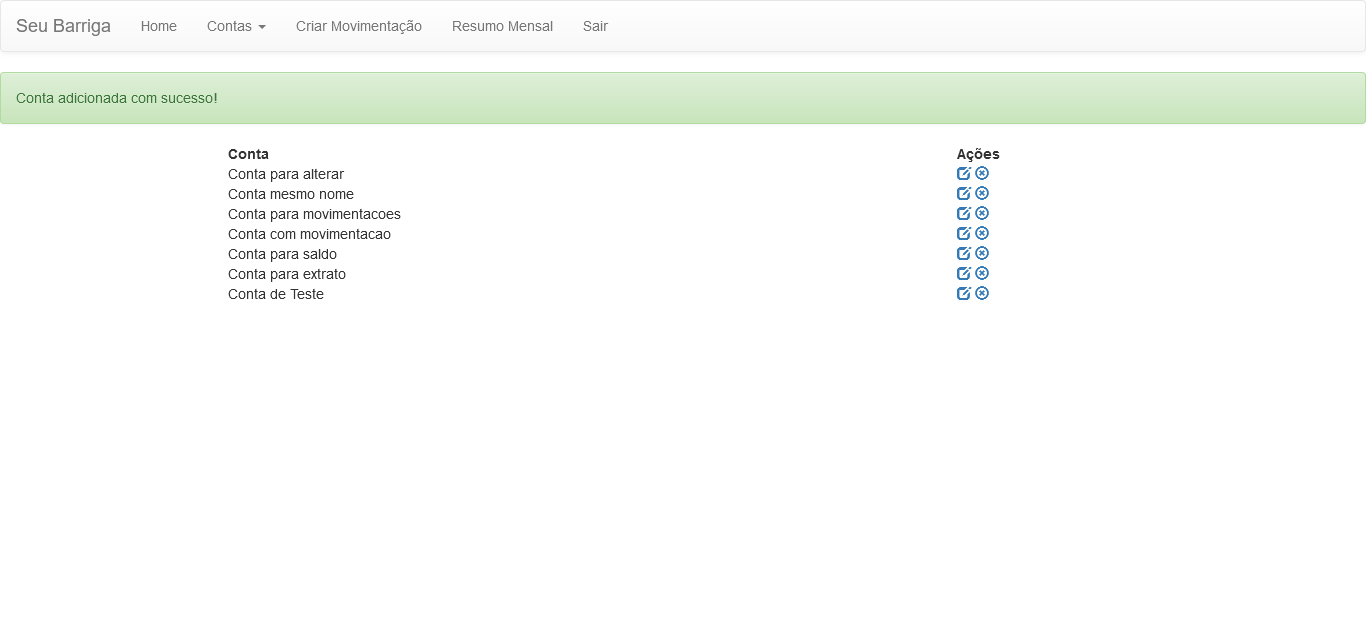 Seu Barriga Home Contas Criar Movimentação Resumo Mensal Sair
Conta adicionada com sucesso!
Conta Ações
Conta para alterar
Conta mesmo nome
Conta para movimentacoes
Conta com movimentacao
Conta para saldo
Conta para extrato
Conta de Teste